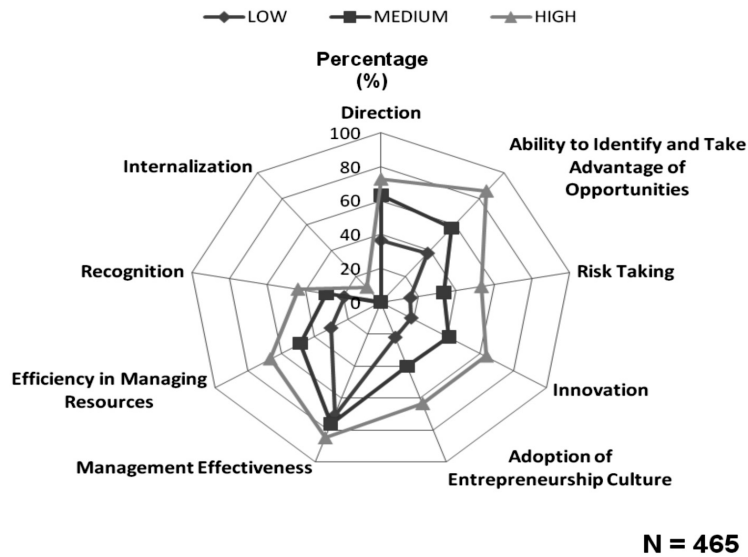 LOW MEDIUM HIGH
Percentage
(%)
Direction
100
80
60
40
20
0
Ability to Identify and Take
Advantage of
Opportunities
Risk Taking
Innovation
Adoption of
Entrepreneurship Culture
Management Effectiveness
Efficiency in Managing
Resources
Recognition
Internalization
N = 465